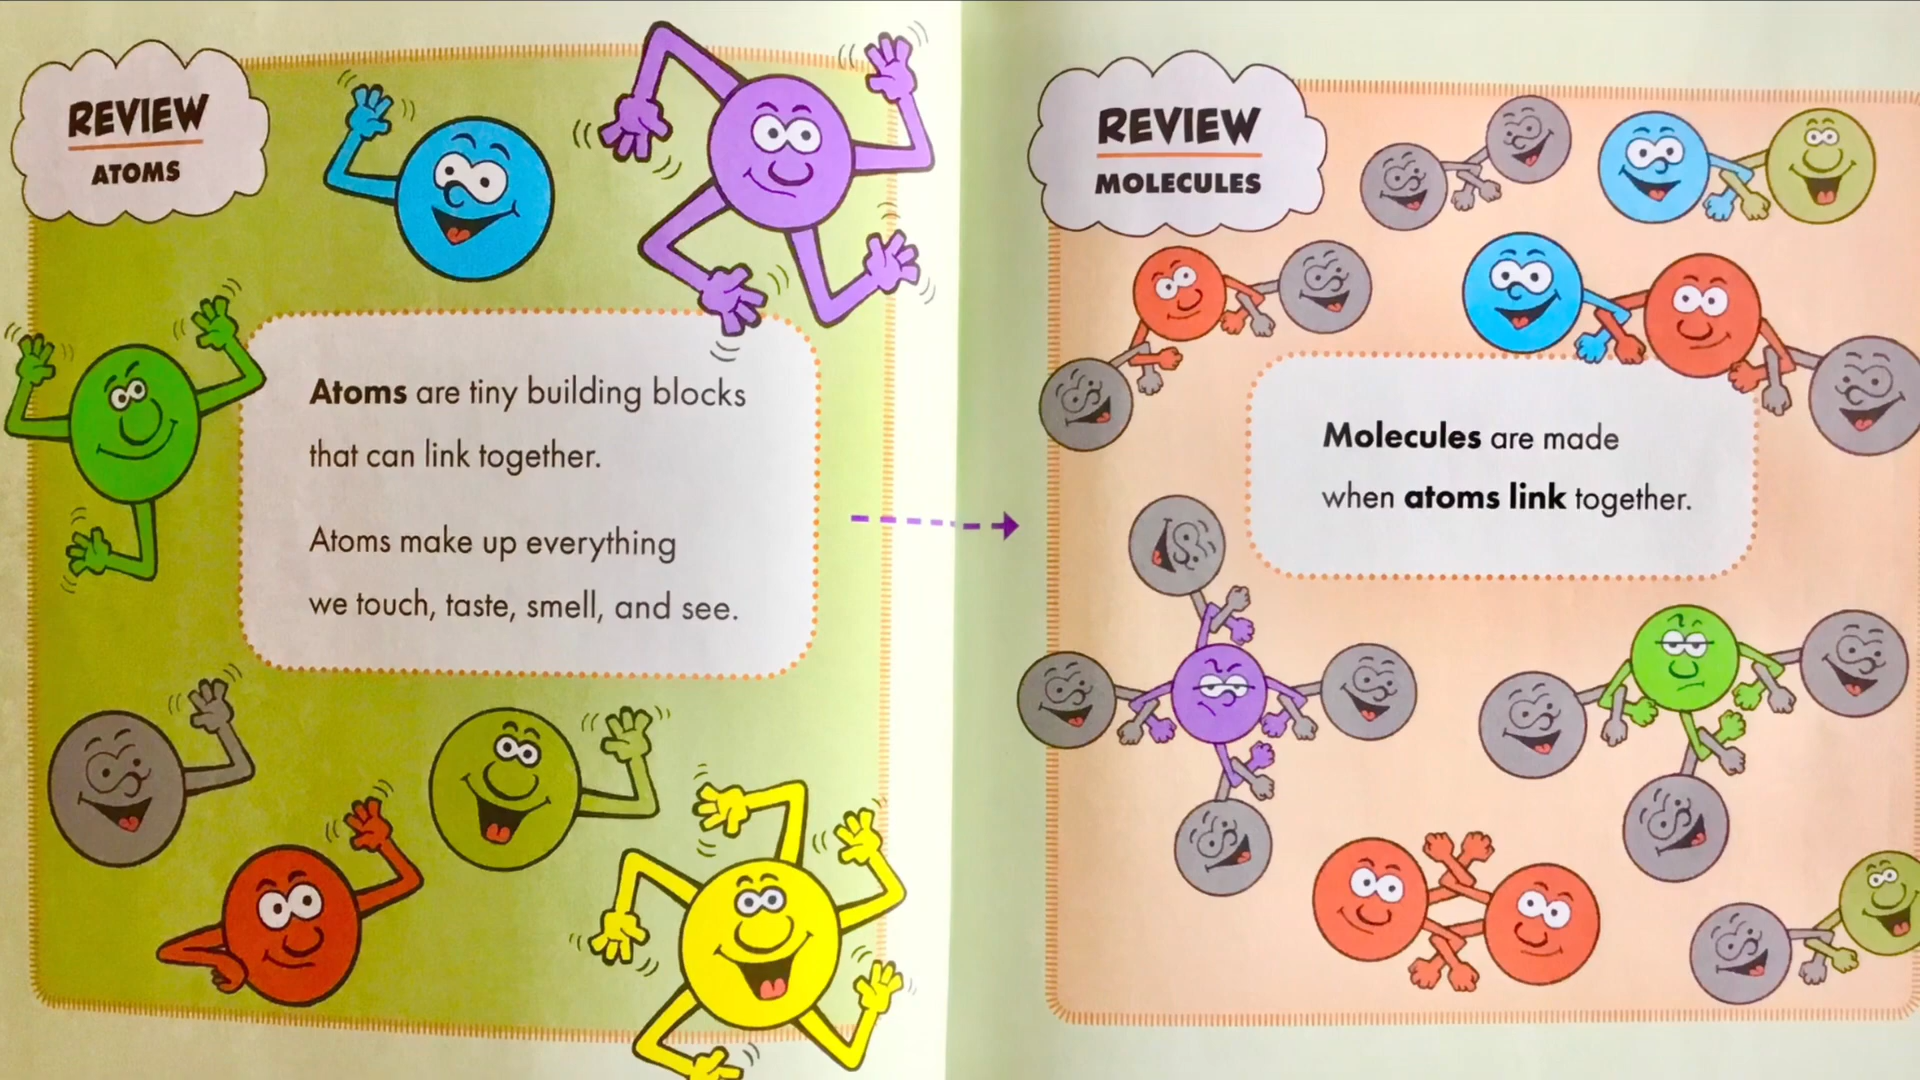 REVIEW
ATOMS
Atoms are tiny building blocks
that can link together.
Atoms make up everything
we touch, taste, smell, and see.
REVIEW
MOLECULES
Molecules are made
when atoms link together.